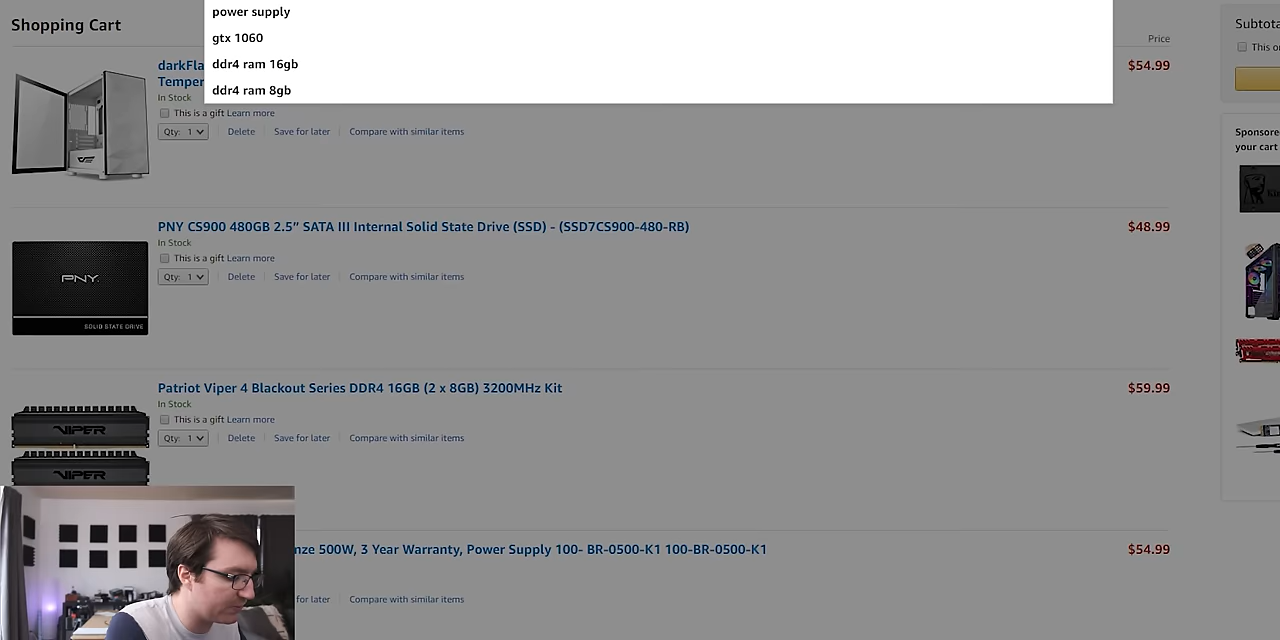 power supply
gtx 1060
ddr4 ram 16gb
ddr4 ram 8gb
Shopping Cart
Price
darkFla
Temper
In Stock
This is a gift Learn more
Qty: 1
Delete
Save for later
Compare with similar items
$54.99
PNY CS900 480GB 2.5” SATA III Internal Solid State Drive (SSD) - (SSD7CS900-480-RB)
In Stock
This is a gift Learn more
Qty: 1
Delete
Save for later
Compare with similar items
$48.99
PNY
SOLID STATE DRIVE
Patriot Viper 4 Blackout Series DDR4 16GB (2 x 8GB) 3200MHz Kit
In Stock
This is a gift Learn more
Qty: 1
Delete
Save for later
Compare with similar items
$59.99
VIPER
VIPER
nze 500W, 3 Year Warranty, Power Supply 100- BR-0500-K1 100-BR-0500-K1
for later
Compare with similar items
$54.99
Subtota
This o
Sponsore
your cart